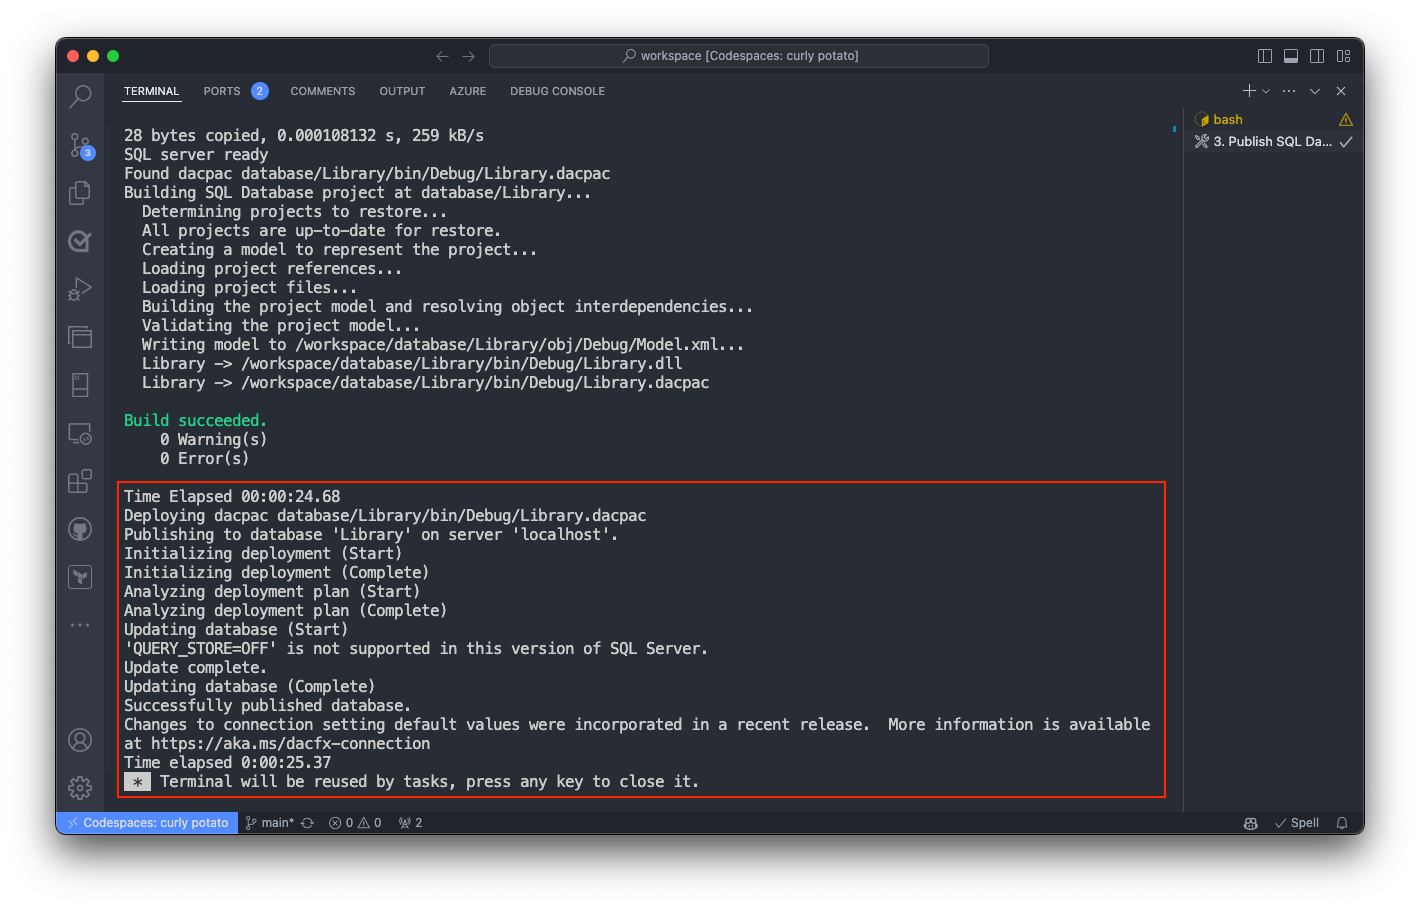 workspace [Codespaces: curly potato]
TERMINAL PORTS 2 COMMENTS OUTPUT AZURE DEBUG CONSOLE
bash
3. Publish SQL Da...
3
28 bytes copied, 0.000108132 s, 259 kB/s
SQL server ready
Found dacpac database/Library/bin/Debug/Library.dacpac
Building SQL Database project at database/Library...
Determining projects to restore...
All projects are up-to-date for restore.
Creating a model to represent the project...
Loading project references...
Loading project files...
Building the project model and resolving object interdependencies...
Validating the project model...
Writing model to /workspace/database/Library/obj/Debug/Model.xml...
Library -> /workspace/database/Library/bin/Debug/Library.dll
Library -> /workspace/database/Library/bin/Debug/Library.dacpac
Build succeeded.
0 Warning(s)
0 Error(s)
Time Elapsed 00:00:24.68
Deploying dacpac database/Library/bin/Debug/Library.dacpac
Publishing to database 'Library' on server 'localhost'.
Initializing deployment (Start)
Initializing deployment (Complete)
Analyzing deployment plan (Start)
Analyzing deployment plan (Complete)
Updating database (Start)
'QUERY_STORE=OFF' is not supported in this version of SQL Server.
Update complete.
Updating database (Complete)
Successfully published database.
Changes to connection setting default values were incorporated in a recent release.  More information is available
at https://aka.ms/dacfx-connection
Time elapsed 0:00:25.37
* Terminal will be reused by tasks, press any key to close it.
Codespaces: curly potato main* 0 0 2 Spell